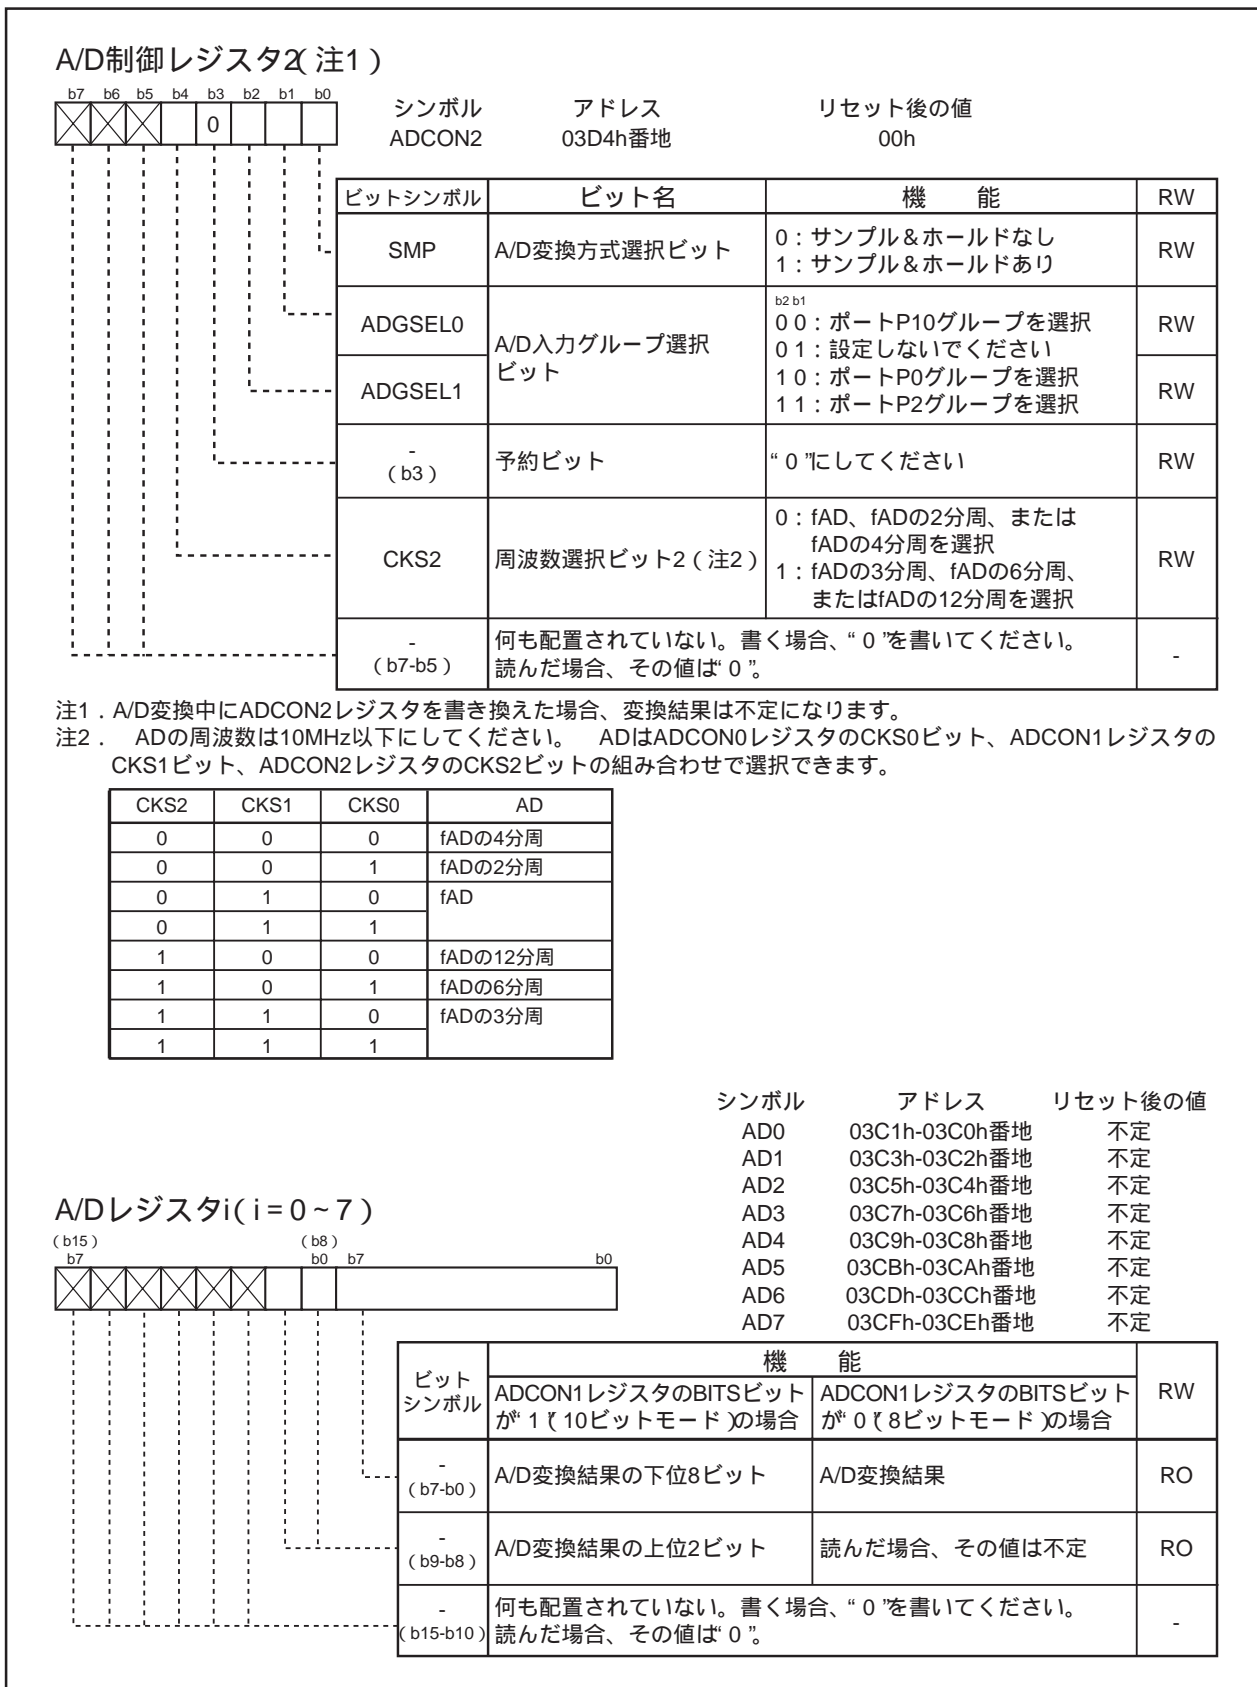 A/D制御レジスタ2(注1)
b7 b6 b5 b4 b3 b2 b1 b0
0
シンボル アドレス リセット後の値
ADCON2 03D4h番地 00h
ビットシンボル ビット名 機 能 RW
SMP A/D変換方式選択ビット 0:サンプル&ホールドなし RW
1:サンプル&ホールドあり
b2 b1
ADGSEL0 A/D入力グループ選択 0 0:ポートP10グループを選択 RW
0 1:設定しないでください
ADGSEL1 ビット 1 0:ポートP0グループを選択 RW
1 1:ポートP2グループを選択
-
(b3) 予約ビット “0”にしてください RW
0:fAD、fADの2分周、または
fADの4分周を選択
CKS2 周波数選択ビット2(注2) 1:fADの3分周、fADの6分周、 RW
またはfADの12分周を選択
- 何も配置されていない。書く場合、“0”を書いてください。 -
(b7-b5) 読んだ場合、その値は“0”。
注1.A/D変換中にADCON2レジスタを書き換えた場合、変換結果は不定になります。
注2. ADの周波数は10MHz以下にしてください。 ADはADCON0レジスタのCKS0ビット、ADCON1レジスタの
CKS1ビット、ADCON2レジスタのCKS2ビットの組み合わせで選択できます。
CKS2 CKS1 CKS0 AD
0 0 0 fADの4分周
0 0 1 fADの2分周
0 1 0 fAD
0 1 1
1 0 0 fADの12分周
1 0 1 fADの6分周
1 1 0 fADの3分周
1 1 1
シンボル アドレス リセット後の値
AD0 03C1h-03C0h番地 不定
AD1 03C3h-03C2h番地 不定
AD2 03C5h-03C4h番地 不定
AD3 03C7h-03C6h番地 不定
AD4 03C9h-03C8h番地 不定
AD5 03CBh-03CAh番地 不定
AD6 03CDh-03CCh番地 不定
AD7 03CFh-03CEh番地 不定
A/Dレジスタi(i=0~7)
(b15) (b8)
b7 b0 b7 b0
ビット
シンボル 機 能 RW
ADCON1レジスタのBITSビット ADCON1レジスタのBITSビット
が“1”(10ビットモード)の場合 が“0”(8ビットモード)の場合
-
(b7-b0) A/D変換結果の下位8ビット A/D変換結果 RO
-
(b9-b8) A/D変換結果の上位2ビット 読んだ場合、その値は不定 RO
- 何も配置されていない。書く場合、“0”を書いてください。 -
(b15-b10) 読んだ場合、その値は“0”。